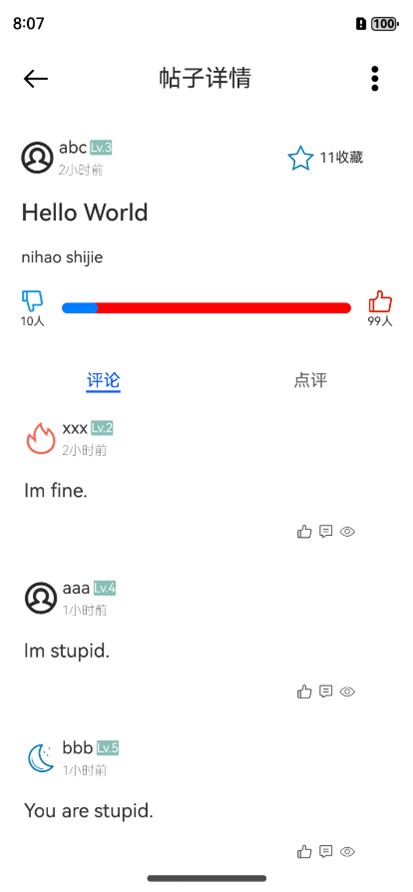 8:07
100
帖子详情
abc Lv.3
2小时前
11收藏
Hello World
nihao shijie
10人
99人
评论
点评
xxx Lv.2
2小时前
Im fine.
aaa Lv.4
1小时前
Im stupid.
bbb Lv.5
1小时前
You are stupid.